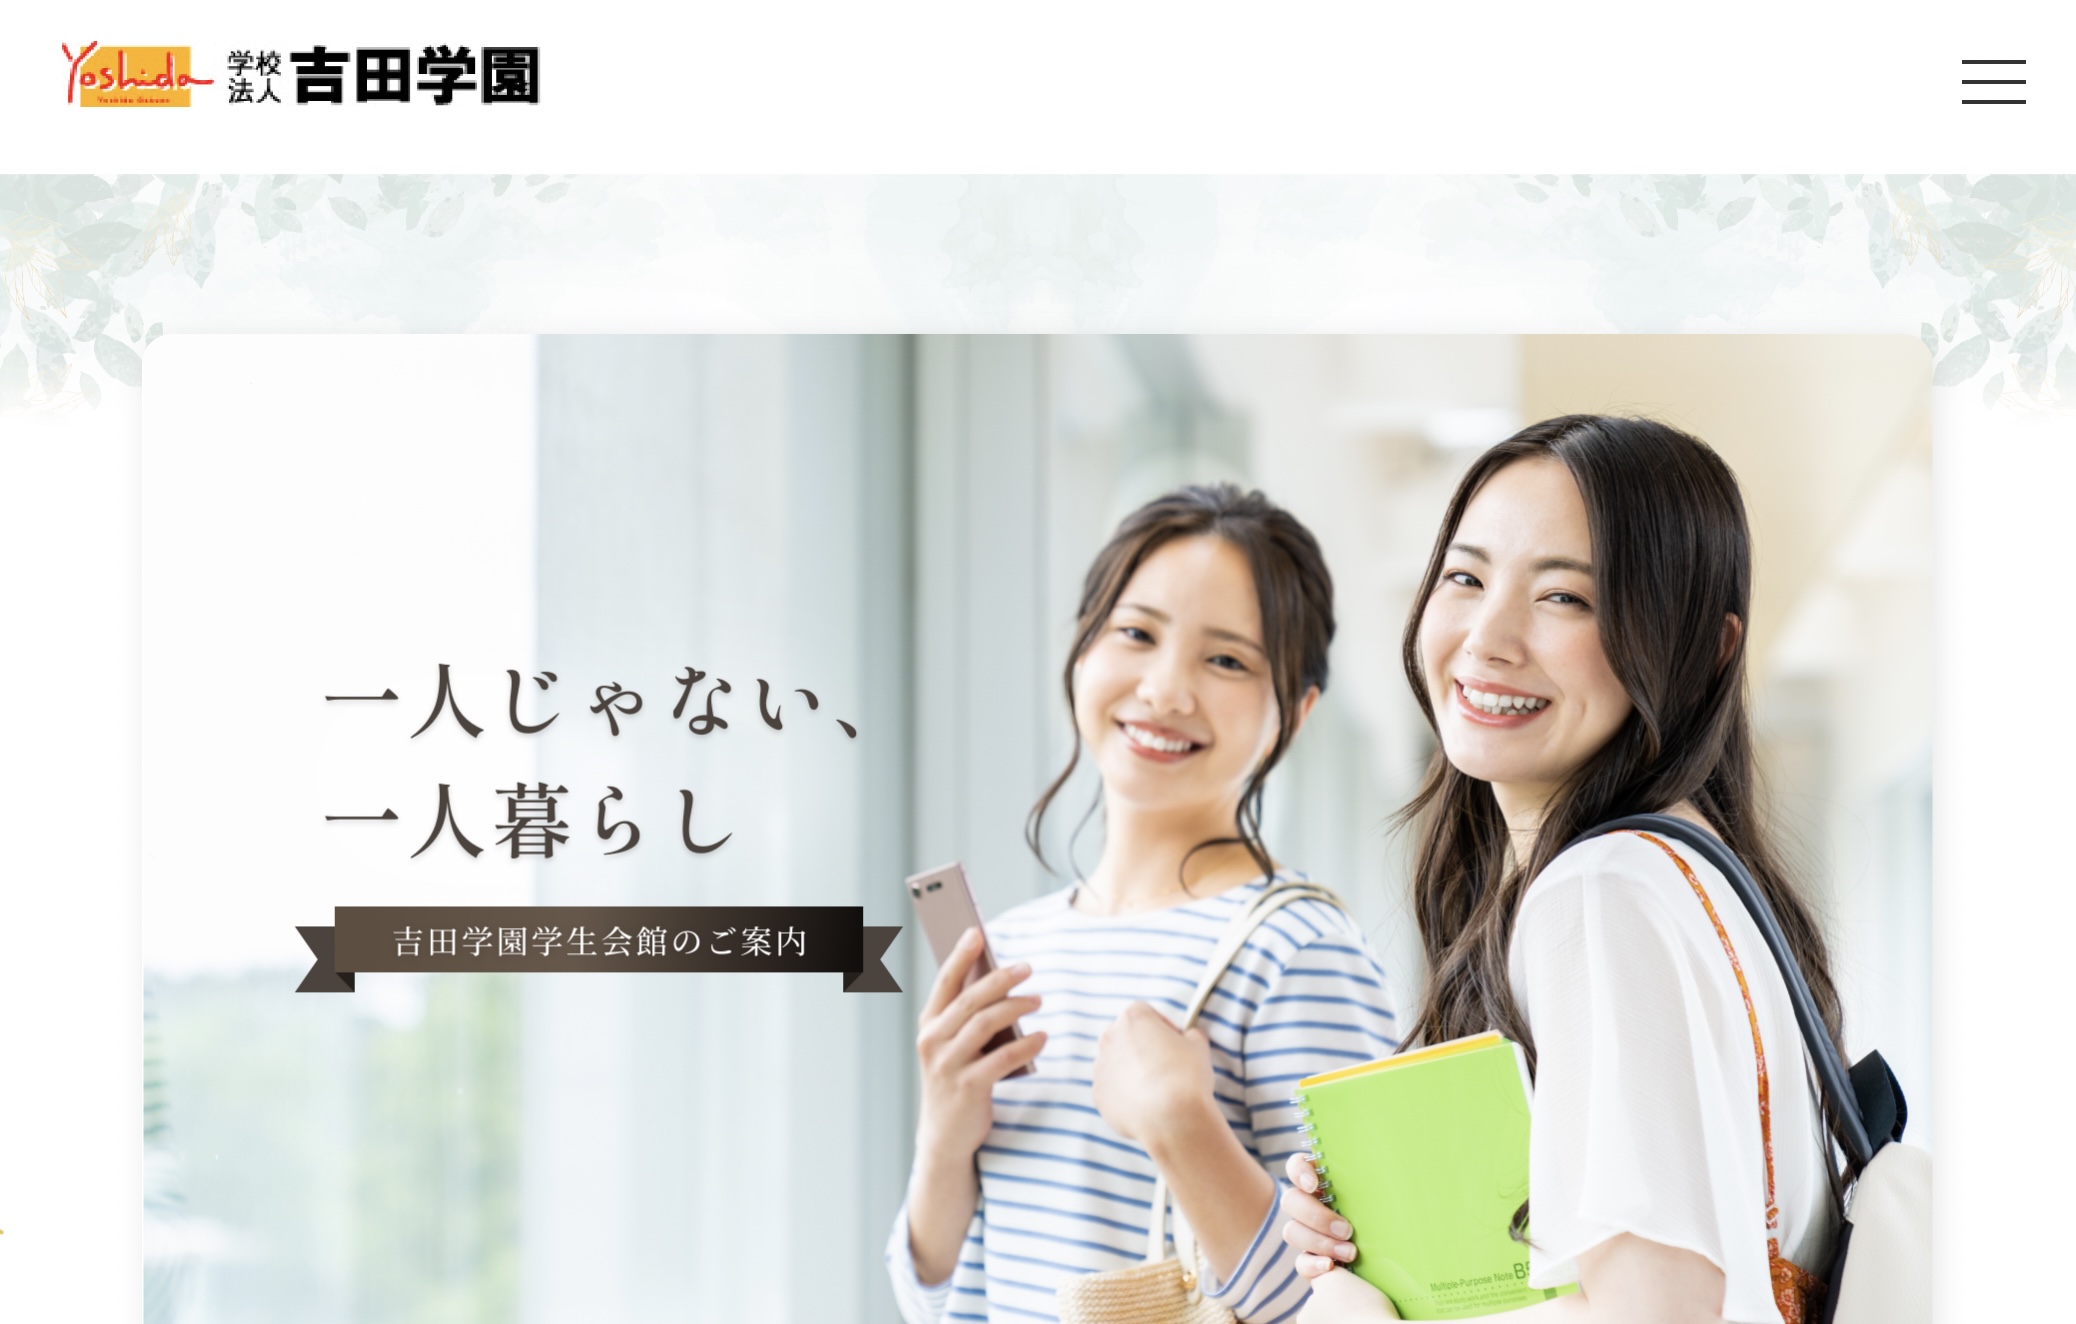 Yoshida
学校法人 吉田学園
一人じゃない、
一人暮らし
吉田学園学生会館のご案内
Multiple-Purpose Note